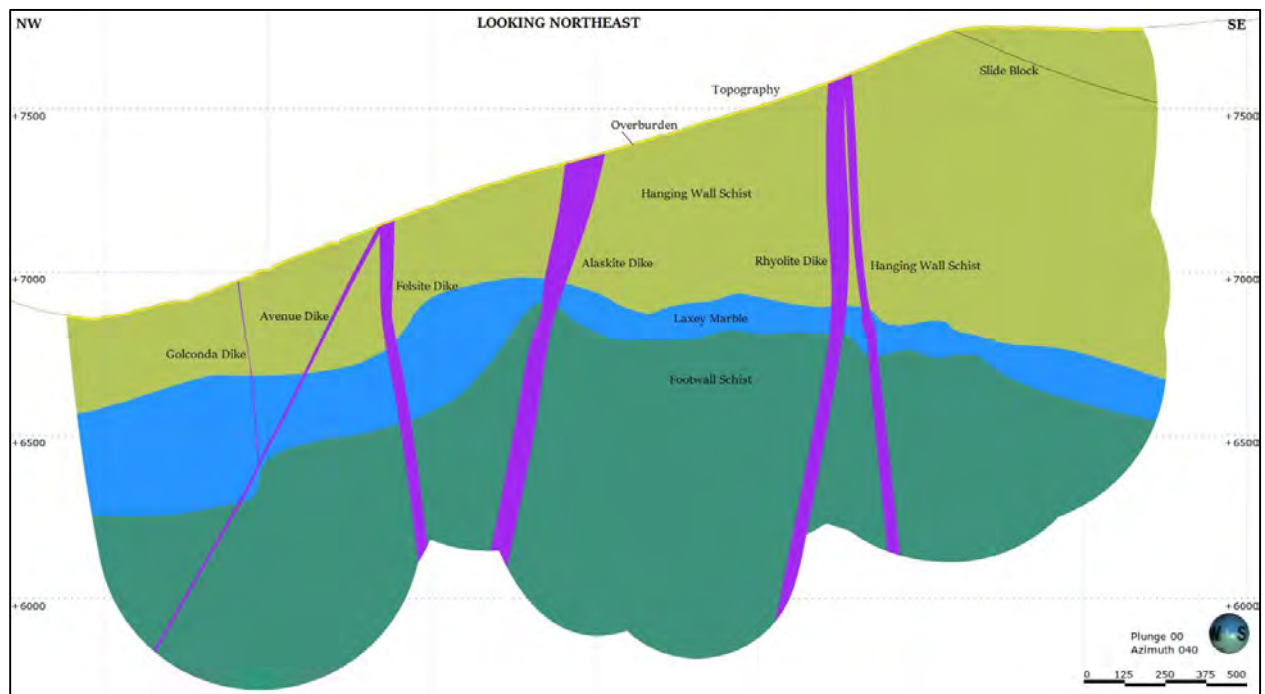 NW
LOOKING NORTHEAST
SE
Slide Block
Topography
+7500
+7500
Overburden
Hanging Wall Schist
+7000
Alaskite Dike
Rhyolite Dike
Hanging Wall Schist
+7000
Felsite Dike
Avenue Dike
Laxey Marble
Golconda Dike
Footwall Schist
+6500
+6500
+6000
+6000
Plunge 00
Azimuth 040
W S
0 125 250 375 500